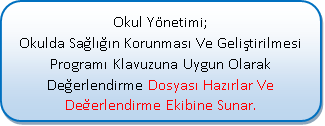 Okul Yönetimi;
Okulda Sağlığın Korunması Ve Geliştirilmesi
Programı Klavuzuna Uygun Olarak
Değerlendirme Dosyası Hazırlar Ve
Değerlendirme Ekibine Sunar.